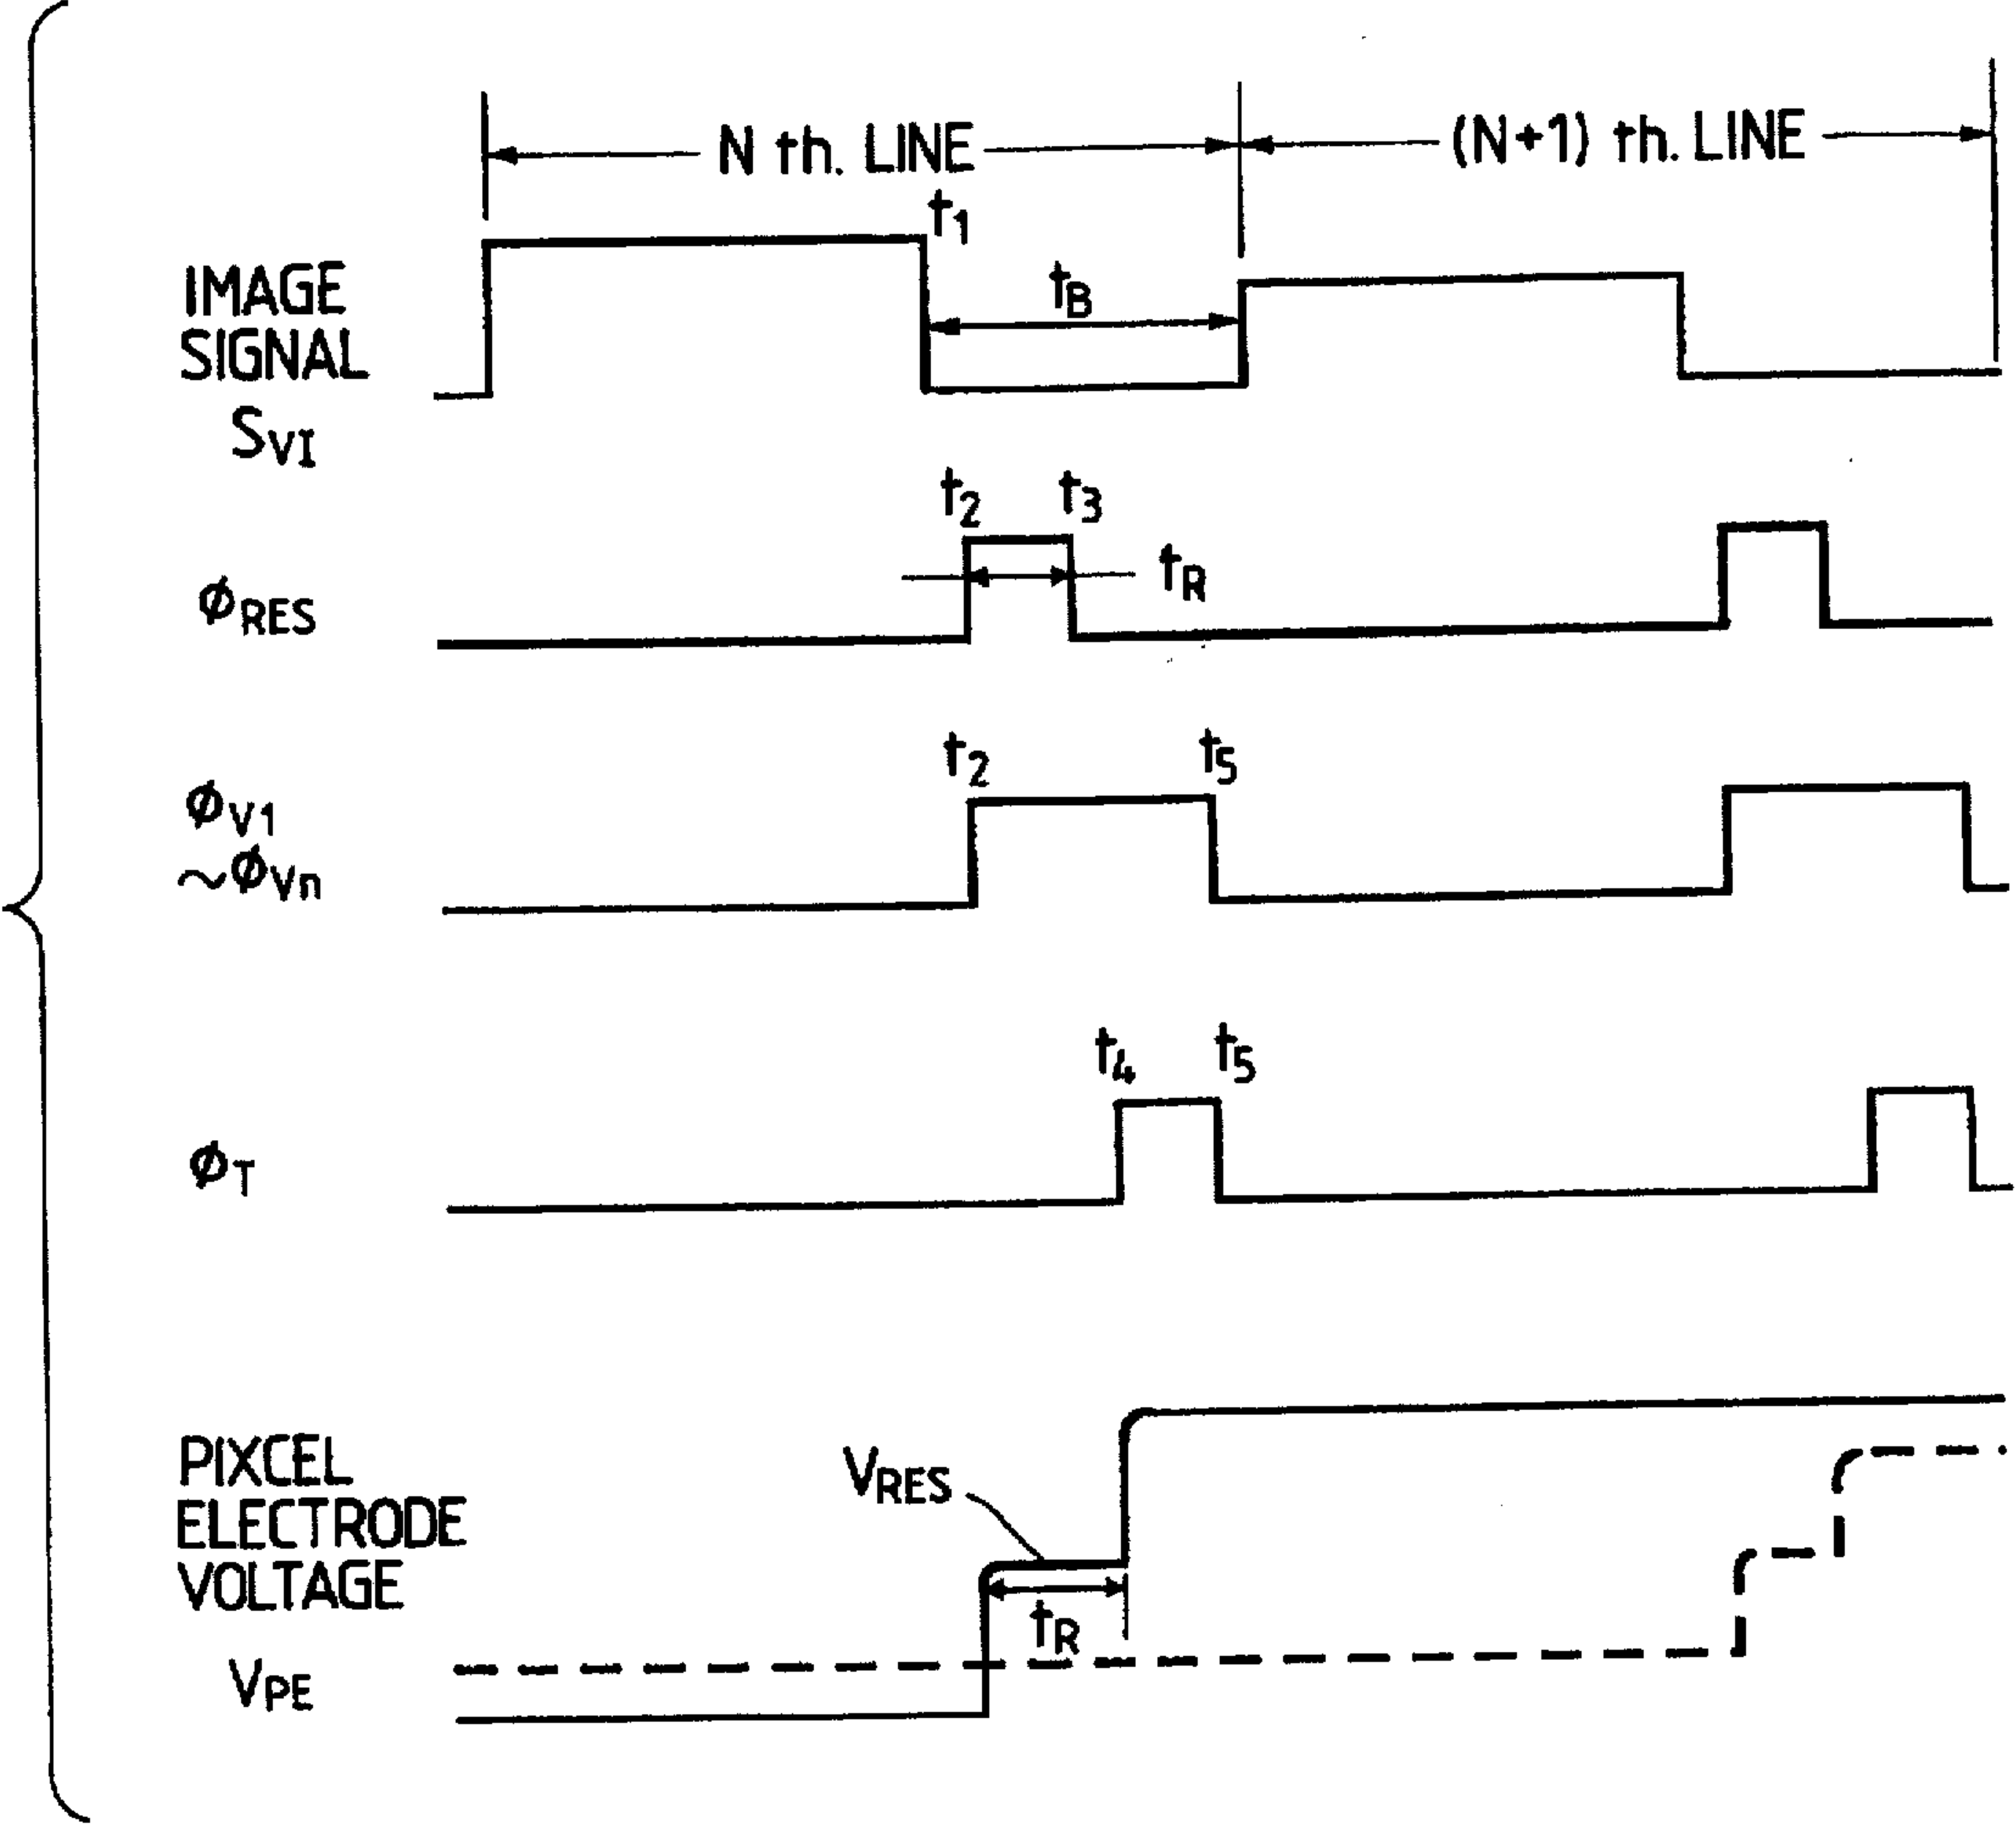 N th. LINE
(N+1) th. LINE
t1
IMAGE
SIGNAL
SVI
tB
t2
t3
tR
ϕRES
t2
t5
ϕV1
~ϕVn
t4
t5
ϕT
PIXCEL
ELECTRODE
VOLTAGE
VPE
VRES
tR